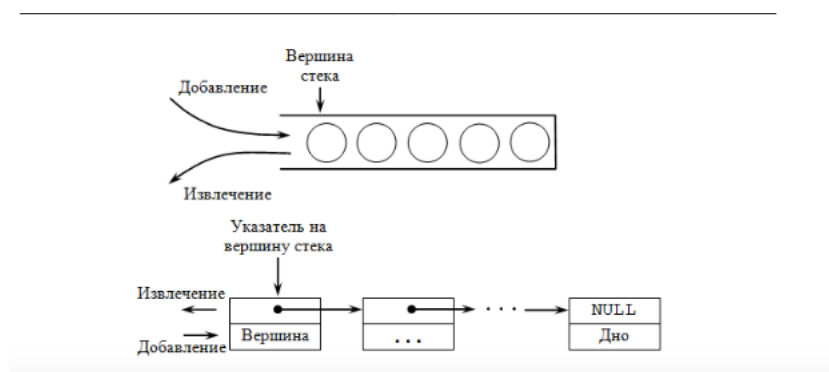 Вершина
стека
Добавление
Извлечение
Указатель на
вершину стека
Извлечение
Добавление
Вершина
...
· · ·
NULL
Дно